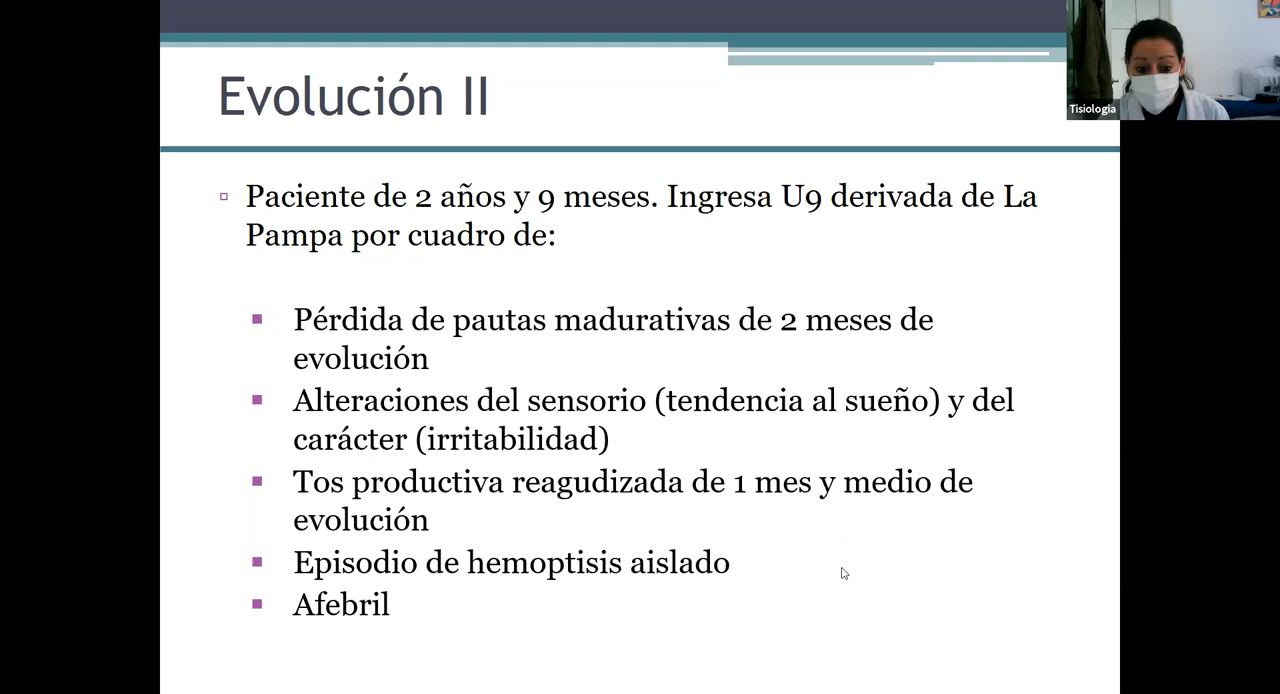 Evolución II
Tisiologia
Paciente de 2 años y 9 meses. Ingresa U9 derivada de La
Pampa por cuadro de:
Pérdida de pautas madurativas de 2 meses de
evolución
Alteraciones del sensorio (tendencia al sueño) y del
carácter (irritabilidad)
Tos productiva reagudizada de 1 mes y medio de
evolución
Episodio de hemoptisis aislado
Afebril